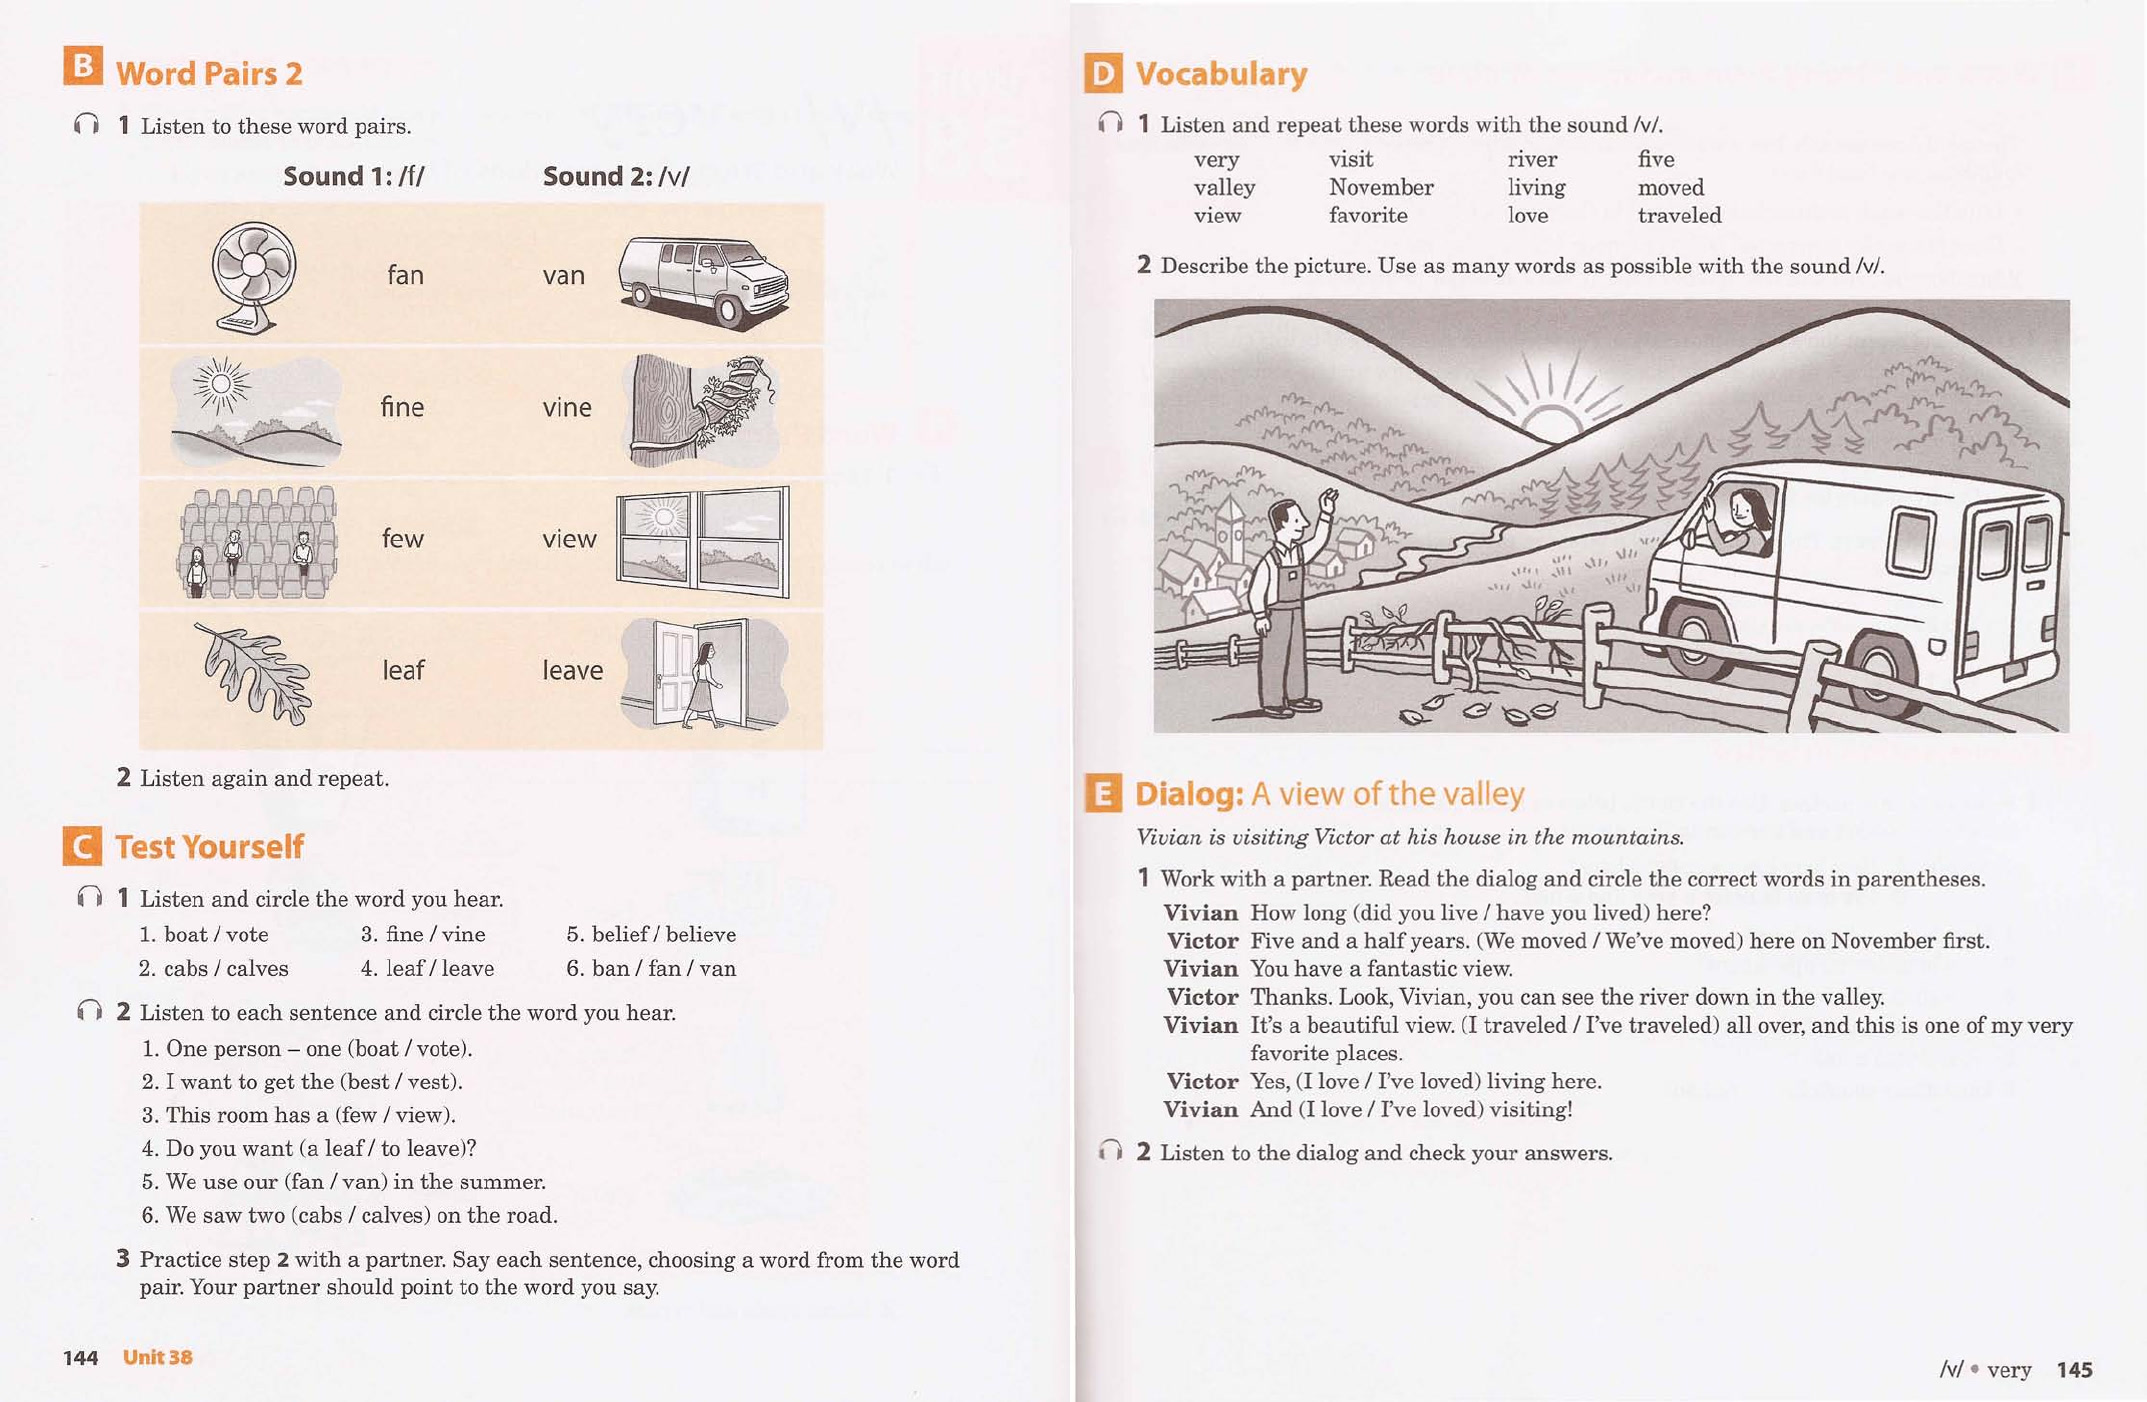 B Word Pairs 2
1 Listen to these word pairs.
Sound 1: /f/ Sound 2: /v/
fan van
fine vine
few view
leaf leave
2 Listen again and repeat.
C Test Yourself
1 Listen and circle the word you hear.
1. boat / vote 3. fine / vine 5. belief / believe
2. cabs / calves 4. leaf / leave 6. ban / fan / van
2 Listen to each sentence and circle the word you hear.
1. One person – one (boat / vote).
2. I want to get the (best / vest).
3. This room has a (few / view).
4. Do you want (a leaf / to leave)?
5. We use our (fan / van) in the summer.
6. We saw two (cabs / calves) on the road.
3 Practice step 2 with a partner. Say each sentence, choosing a word from the word
pair. Your partner should point to the word you say.
144 Unit 38
D Vocabulary
1 Listen and repeat these words with the sound /v/.
very visit river five
valley November living moved
view favorite love traveled
2 Describe the picture. Use as many words as possible with the sound /v/.
E Dialog: A view of the valley
Vivian is visiting Victor at his house in the mountains.
1 Work with a partner. Read the dialog and circle the correct words in parentheses.
Vivian How long (did you live / have you lived) here?
Victor Five and a half years. (We moved / We've moved) here on November first.
Vivian You have a fantastic view.
Victor Thanks. Look, Vivian, you can see the river down in the valley.
Vivian It's a beautiful view. (I traveled / I've traveled) all over, and this is one of my very
favorite places.
Victor Yes, (I love / I've loved) living here.
Vivian And (I love / I've loved) visiting!
2 Listen to the dialog and check your answers.
/v/ • very 145